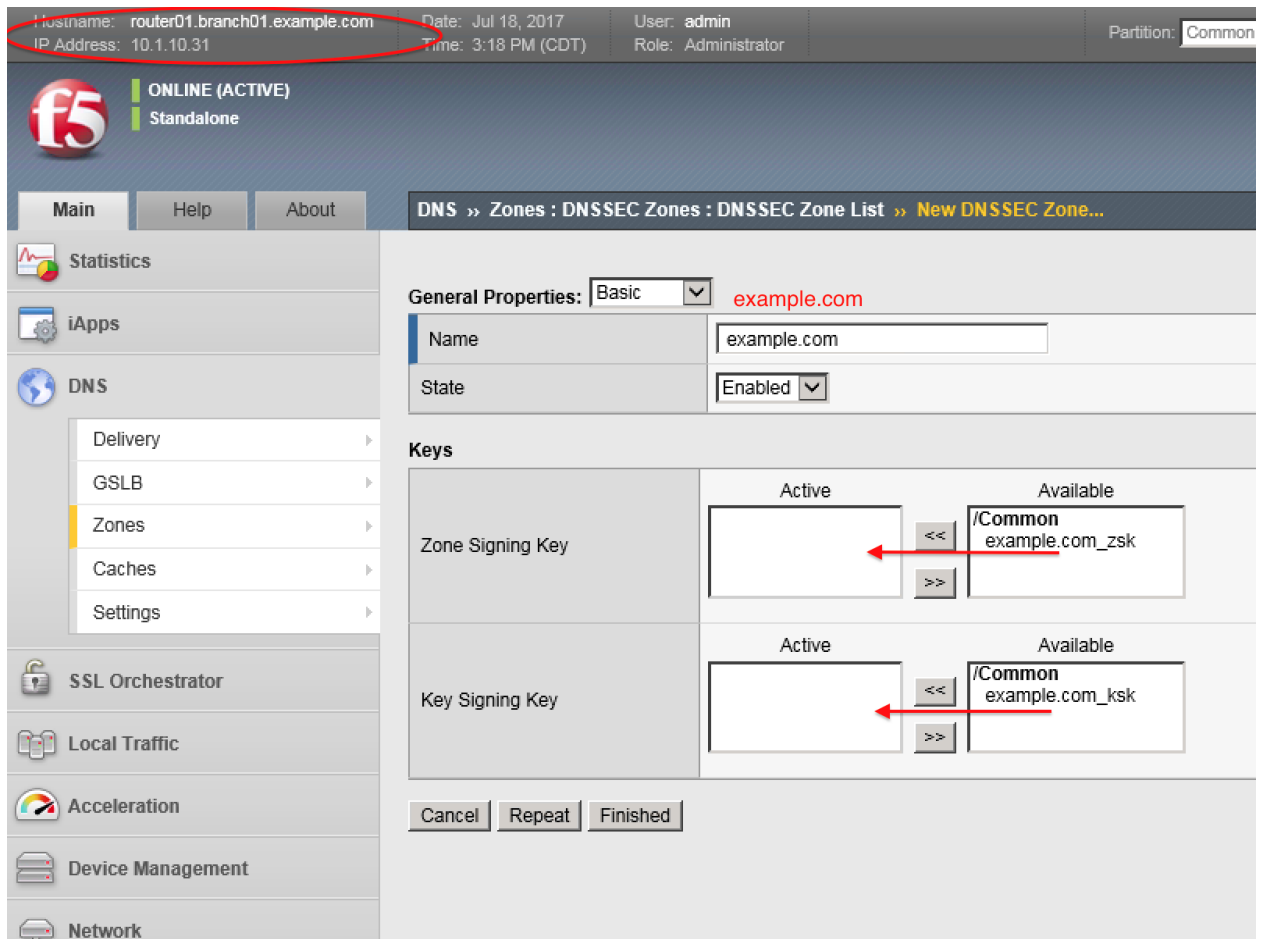 Hostname: router01.branch01.example.com Date: Jul 18, 2017 User: admin
IP Address: 10.1.10.31 Time: 3:18 PM (CDT) Role: Administrator
Partition: Common
f5
ONLINE (ACTIVE)
Standalone
Main Help About
DNS ›› Zones : DNSSEC Zones : DNSSEC Zone List ›› New DNSSEC Zone...
Statistics
iApps
DNS
Delivery
GSLB
Zones
Caches
Settings
SSL Orchestrator
Local Traffic
Acceleration
Device Management
Network
General Properties: Basic example.com
Name example.com
State Enabled
Keys
Active Available
Zone Signing Key
<<
>>
/Common
example.com_zsk
Active Available
Key Signing Key
<<
>>
/Common
example.com_ksk
Cancel Repeat Finished